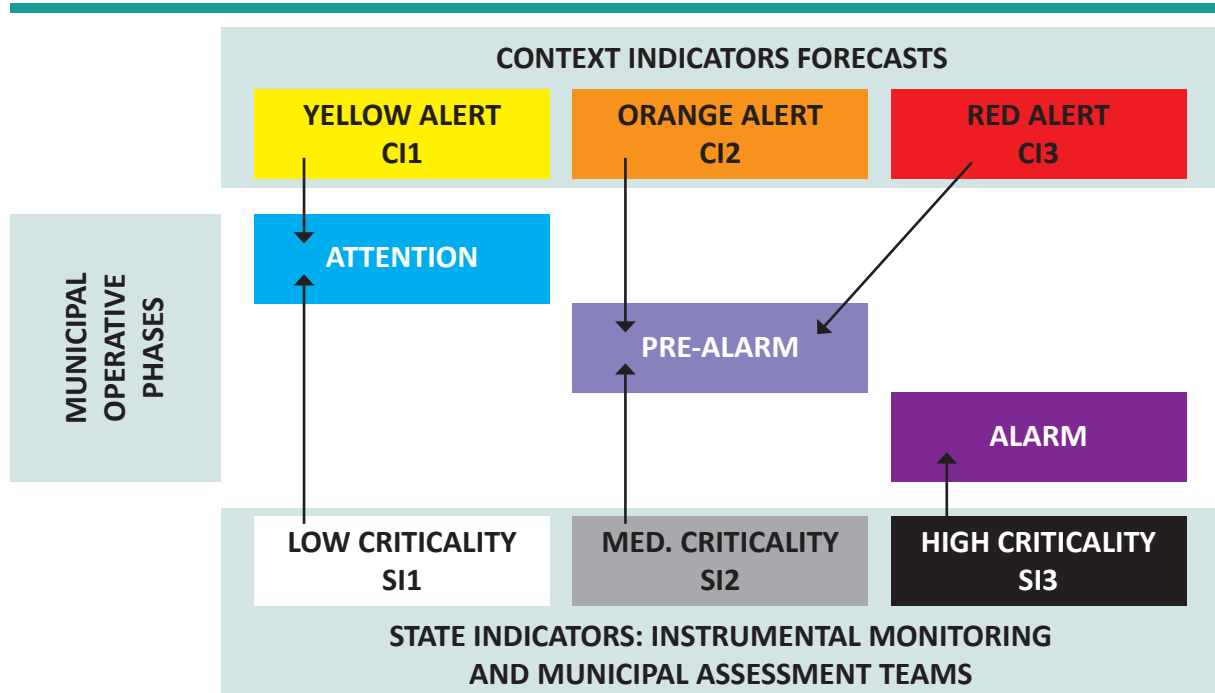 CONTEXT INDICATORS FORECASTS
YELLOW ALERT
CI1
ORANGE ALERT
CI2
RED ALERT
CI3
MUNICIPAL
OPERATIVE
PHASES
ATTENTION
PRE-ALARM
ALARM
LOW CRITICALITY
SI1
MED. CRITICALITY
SI2
HIGH CRITICALITY
SI3
STATE INDICATORS: INSTRUMENTAL MONITORING
AND MUNICIPAL ASSESSMENT TEAMS